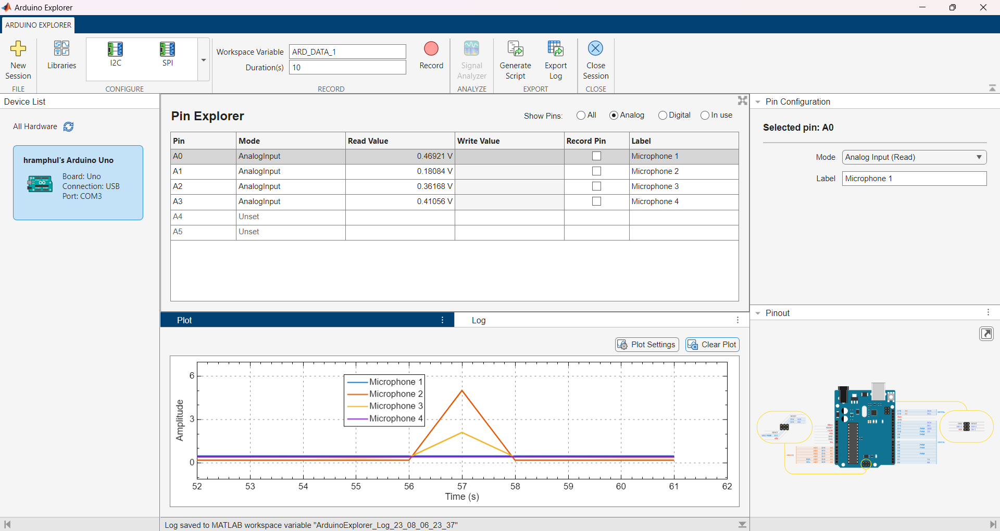 Arduino Explorer
ARDUINO EXPLORER
New Session
FILE
Libraries
I2C
SPI
CONFIGURE
Workspace Variable ARD_DATA_1
Duration(s) 10
Record
RECORD
Signal Analyzer
ANALYZE
Generate Script
Export Log
EXPORT
Close Session
CLOSE
Device List
All Hardware
hramphul's Arduino Uno
Board: Uno
Connection: USB
Port: COM3
Pin Explorer
Show Pins: All Analog Digital In use
Pin Mode Read Value Write Value Record Pin Label
A0 AnalogInput 0.46921 V Microphone 1
A1 AnalogInput 0.18084 V Microphone 2
A2 AnalogInput 0.36168 V Microphone 3
A3 AnalogInput 0.41056 V Microphone 4
A4 Unset
A5 Unset
Plot
Log
Plot Settings Clear Plot
Microphone 1
Microphone 2
Microphone 3
Microphone 4
Amplitude
6
3
0
52 53 54 55 56 57 58 59 60 61 62
Time (s)
Log saved to MATLAB workspace variable "ArduinoExplorer_Log_23_08_06_23_37"
Pin Configuration
Selected pin: A0
Mode Analog Input (Read)
Label Microphone 1
Pinout